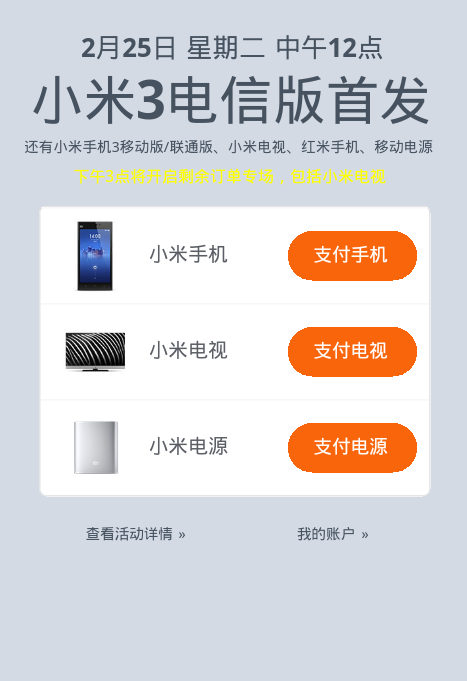 2月25日 星期二 中午12点
小米3电信版首发
还有小米手机3移动版/联通版、小米电视、红米手机、移动电源
下午3点将开启剩余订单专场，包括小米电视
小米手机
支付手机
小米电视
支付电视
小米电源
支付电源
查看活动详情 »
我的账户 »